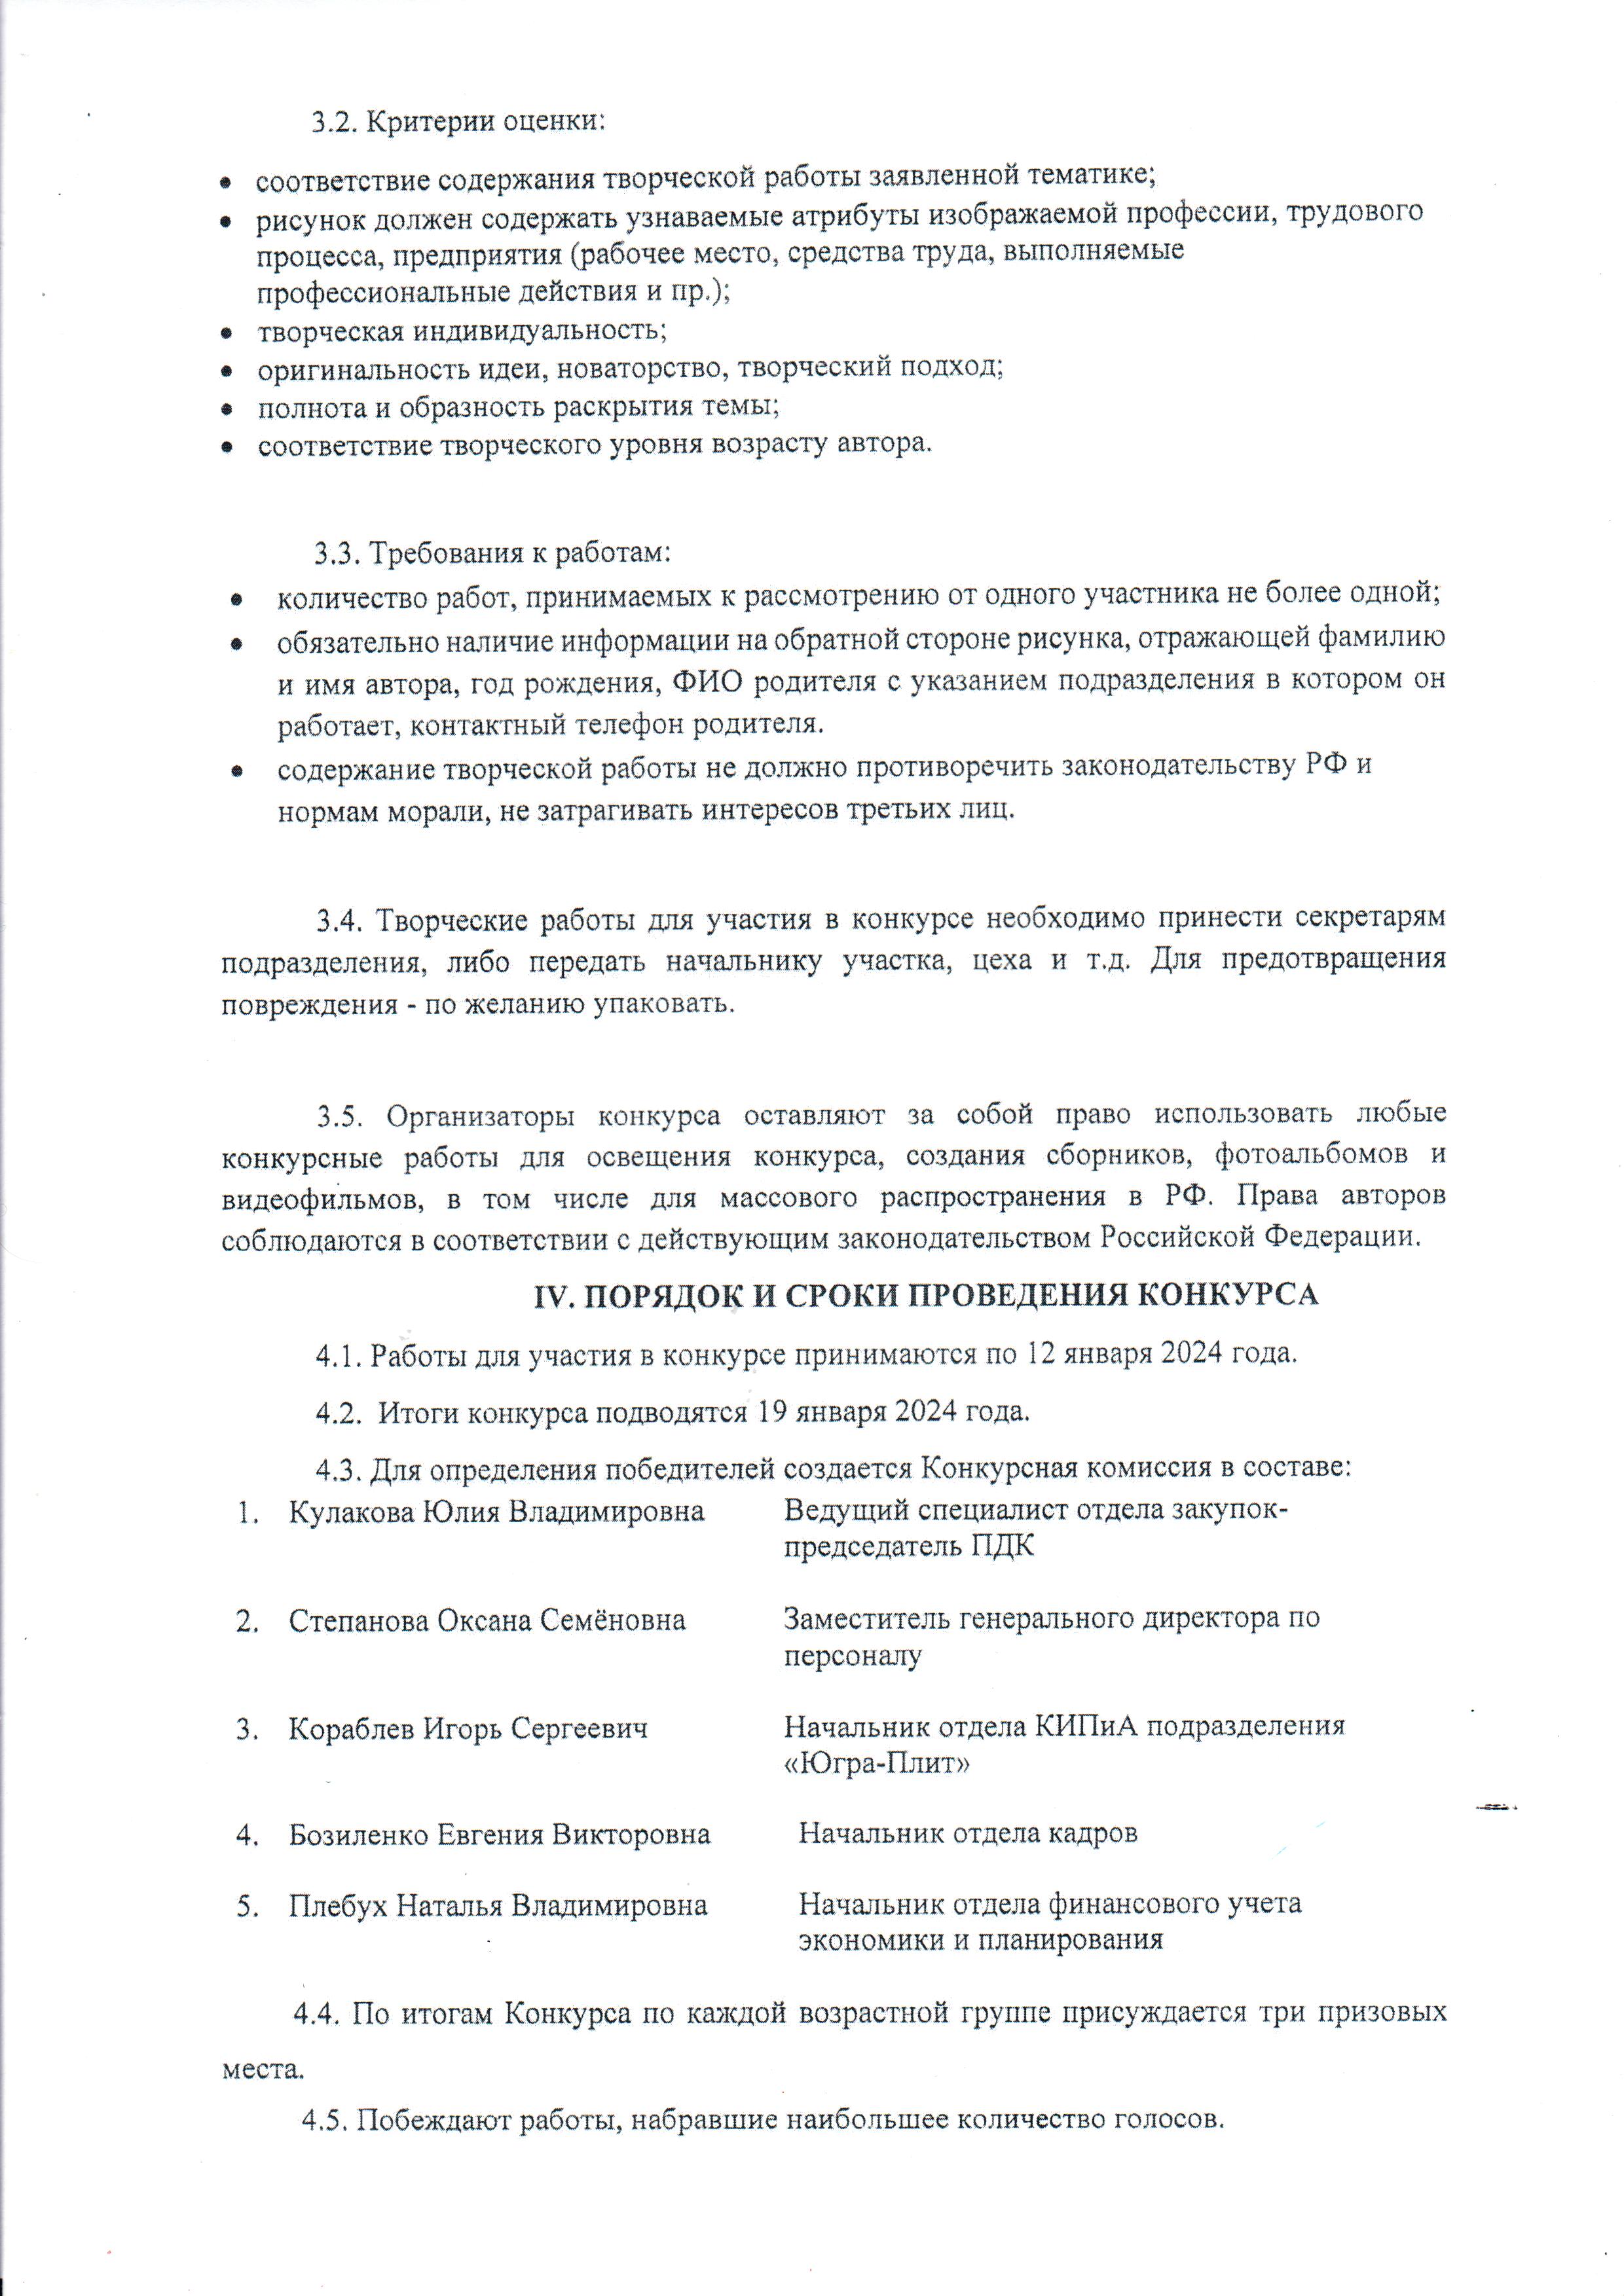 3.2. Критерии оценки:
• соответствие содержания творческой работы заявленной тематике;
• рисунок должен содержать узнаваемые атрибуты изображаемой профессии, трудового
процесса, предприятия (рабочее место, средства труда, выполняемые
профессиональные действия и пр.);
• творческая индивидуальность;
• оригинальность идеи, новаторство, творческий подход;
• полнота и образность раскрытия темы;
• соответствие творческого уровня возрасту автора.
3.3. Требования к работам:
• количество работ, принимаемых к рассмотрению от одного участника не более одной;
• обязательно наличие информации на обратной стороне рисунка, отражающей фамилию
и имя автора, год рождения, ФИО родителя с указанием подразделения в котором он
работает, контактный телефон родителя.
• содержание творческой работы не должно противоречить законодательству РФ и
нормам морали, не затрагивать интересов третьих лиц.
3.4. Творческие работы для участия в конкурсе необходимо принести секретарям
подразделения, либо передать начальнику участка, цеха и т.д. Для предотвращения
повреждения - по желанию упаковать.
3.5. Организаторы конкурса оставляют за собой право использовать любые
конкурсные работы для освещения конкурса, создания сборников, фотоальбомов и
видеофильмов, в том числе для массового распространения в РФ. Права авторов
соблюдаются в соответствии с действующим законодательством Российской Федерации.
IV. ПОРЯДОК И СРОКИ ПРОВЕДЕНИЯ КОНКУРСА
4.1. Работы для участия в конкурсе принимаются по 12 января 2024 года.
4.2. Итоги конкурса подводятся 19 января 2024 года.
4.3. Для определения победителей создается Конкурсная комиссия в составе:
1. Кулакова Юлия Владимировна Ведущий специалист отдела закупок-
председатель ПДК
2. Степанова Оксана Семёновна Заместитель генерального директора по
персоналу
3. Кораблев Игорь Сергеевич Начальник отдела КИПиА подразделения
«Югра-Плит»
4. Бозиленко Евгения Викторовна Начальник отдела кадров
5. Плебух Наталья Владимировна Начальник отдела финансового учета
экономики и планирования
4.4. По итогам Конкурса по каждой возрастной группе присуждается три призовых
места.
4.5. Побеждают работы, набравшие наибольшее количество голосов.